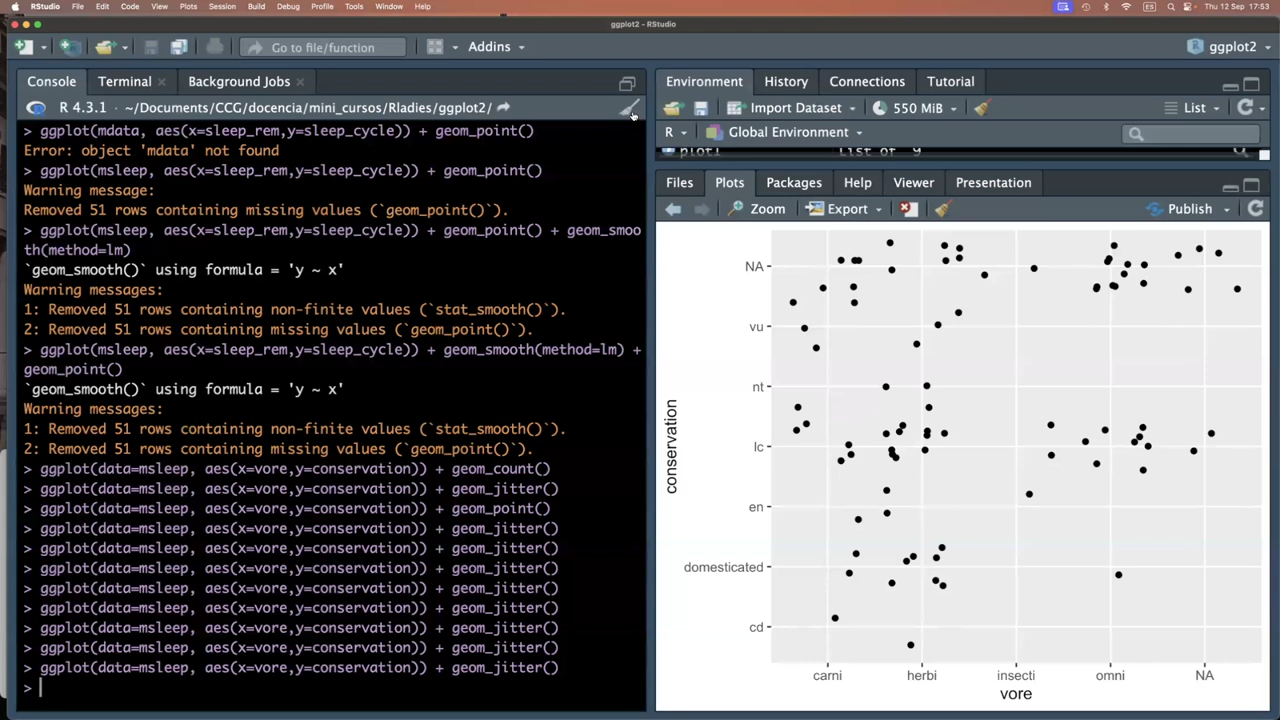 File Edit Code View Plots Session Build Debug Profile Tools Window Help
ES
Thu 12 Sep 17:53
ggplot2 - RStudio
Go to file/function
Addins
ggplot2
Console Terminal Background Jobs
R 4.3.1 · ~/Documents/CCG/docencia/mini_cursos/Rladies/ggplot2/
> ggplot(mdata, aes(x=sleep_rem,y=sleep_cycle)) + geom_point()
Error: object 'mdata' not found
> ggplot(msleep, aes(x=sleep_rem,y=sleep_cycle)) + geom_point()
Warning message:
Removed 51 rows containing missing values (`geom_point()`).
> ggplot(msleep, aes(x=sleep_rem,y=sleep_cycle)) + geom_point() + geom_smoo
th(method=lm)
`geom_smooth()` using formula = 'y ~ x'
Warning messages:
1: Removed 51 rows containing non-finite values (`stat_smooth()`).
2: Removed 51 rows containing missing values (`geom_point()`).
> ggplot(msleep, aes(x=sleep_rem,y=sleep_cycle)) + geom_smooth(method=lm) +
geom_point()
`geom_smooth()` using formula = 'y ~ x'
Warning messages:
1: Removed 51 rows containing non-finite values (`stat_smooth()`).
2: Removed 51 rows containing missing values (`geom_point()`).
> ggplot(data=msleep, aes(x=vore,y=conservation)) + geom_count()
> ggplot(data=msleep, aes(x=vore,y=conservation)) + geom_jitter()
> ggplot(data=msleep, aes(x=vore,y=conservation)) + geom_point()
> ggplot(data=msleep, aes(x=vore,y=conservation)) + geom_jitter()
> ggplot(data=msleep, aes(x=vore,y=conservation)) + geom_jitter()
> ggplot(data=msleep, aes(x=vore,y=conservation)) + geom_jitter()
> ggplot(data=msleep, aes(x=vore,y=conservation)) + geom_jitter()
> ggplot(data=msleep, aes(x=vore,y=conservation)) + geom_jitter()
> ggplot(data=msleep, aes(x=vore,y=conservation)) + geom_jitter()
> ggplot(data=msleep, aes(x=vore,y=conservation)) + geom_jitter()
> ggplot(data=msleep, aes(x=vore,y=conservation)) + geom_jitter()
>
Environment History Connections Tutorial
Import Dataset
550 MiB
List
R
Global Environment
plot1 List of 9
Files Plots Packages Help Viewer Presentation
Zoom Export Publish
conservation
NA
vu
nt
lc
en
domesticated
cd
carni herbi insecti omni NA
vore